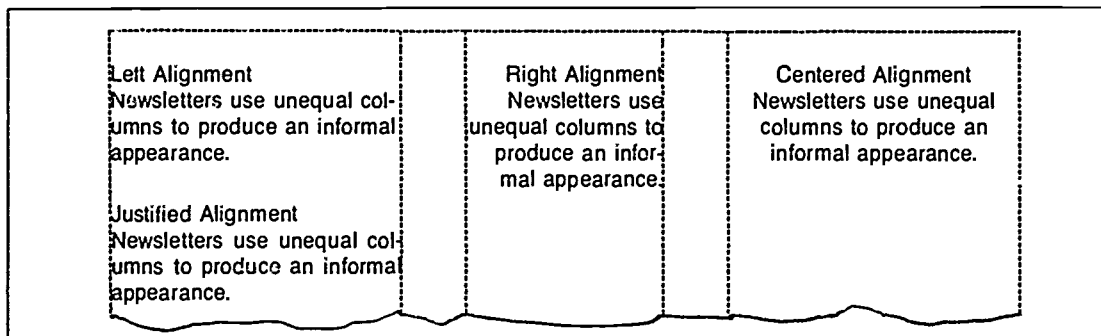 Left Alignment
Newsletters use unequal col-
umns to produce an informal
appearance.
Justified Alignment
Newsletters use unequal col-
umns to produce an informal
appearance.
Right Alignment
Newsletters use
unequal columns to
produce an infor-
mal appearance.
Centered Alignment
Newsletters use unequal
columns to produce an
informal appearance.